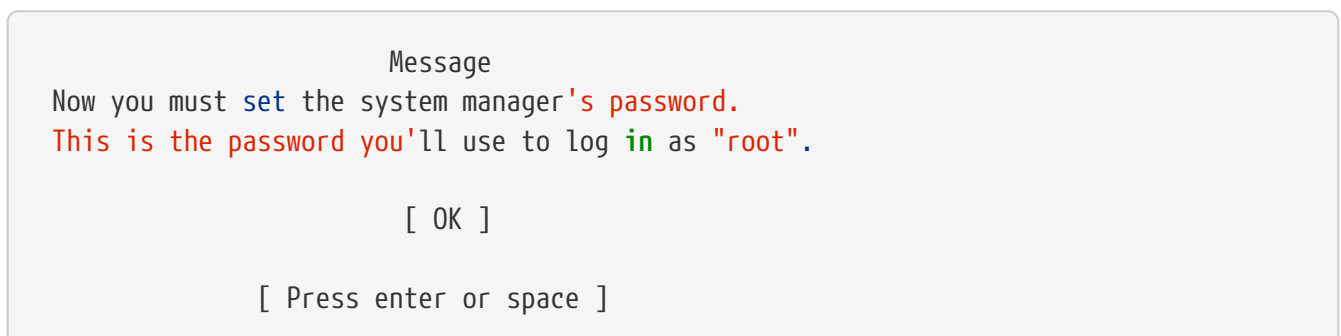 Message
Now you must set the system manager's password.
This is the password you'll use to log in as "root".
[ OK ]
[ Press enter or space ]